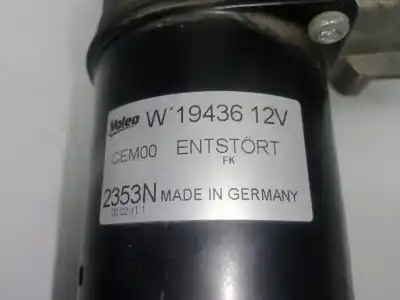 Valeo W'19436 12V
CEM00 ENTSTÖRT
FK
2353N MADE IN GERMANY